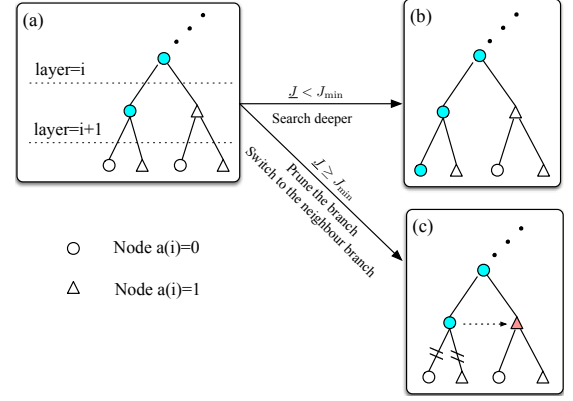 (a)
layer=i
layer=i+1
J < J_min
Search deeper
J ≥ J_min
Prune the branch
Switch to the neighbour branch
(b)
(c)
Node a(i)=0
Node a(i)=1